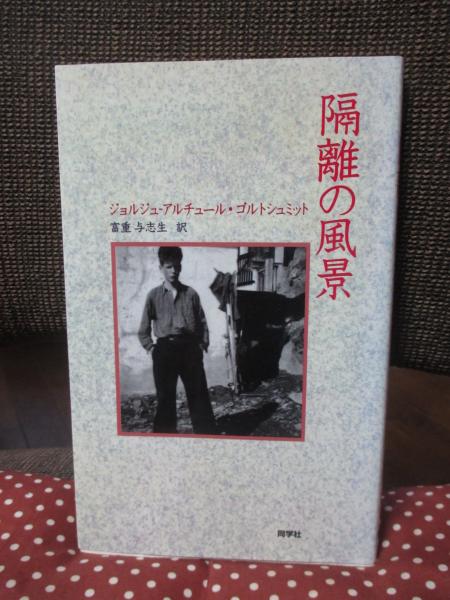 隔離の風景
ジョルジュ-アルチュール・ゴルトシュミット
富重 与志生 訳
同学社